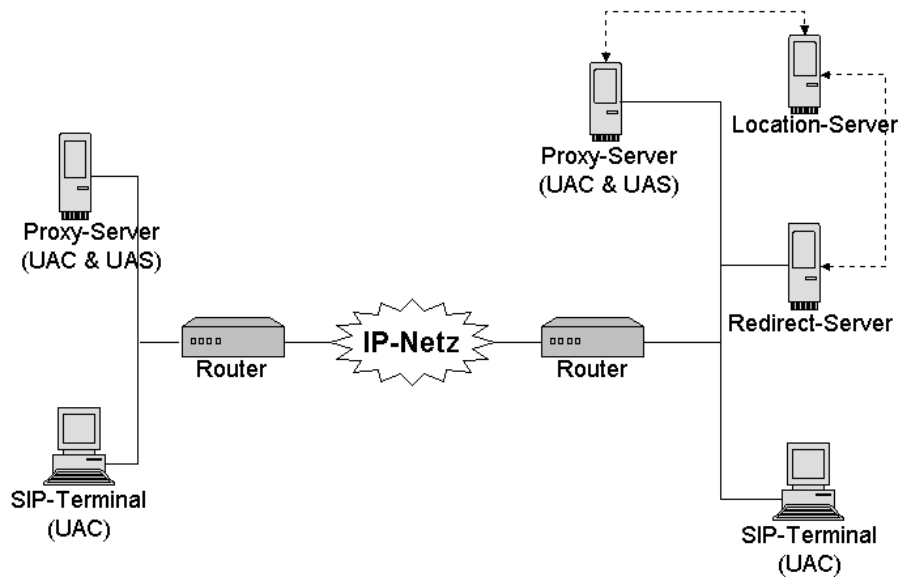 Location-Server
Proxy-Server
(UAC & UAS)
Proxy-Server
(UAC & UAS)
Redirect-Server
IP-Netz
Router
Router
SIP-Terminal
(UAC)
SIP-Terminal
(UAC)